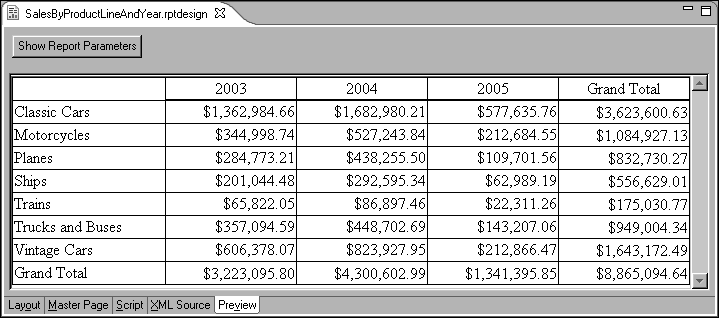 SalesByProductLineAndYear.rptdesign
Show Report Parameters
2003 2004 2005 Grand Total
Classic Cars $1,362,984.66 $1,682,980.21 $577,635.76 $3,623,600.63
Motorcycles $344,998.74 $527,243.84 $212,684.55 $1,084,927.13
Planes $284,773.21 $438,255.50 $109,701.56 $832,730.27
Ships $201,044.48 $292,595.34 $62,989.19 $556,629.01
Trains $65,822.05 $86,897.46 $22,311.26 $175,030.77
Trucks and Buses $357,094.59 $448,702.69 $143,207.06 $949,004.34
Vintage Cars $606,378.07 $823,927.95 $212,866.47 $1,643,172.49
Grand Total $3,223,095.80 $4,300,602.99 $1,341,395.85 $8,865,094.64
Layout Master Page Script XML Source Preview